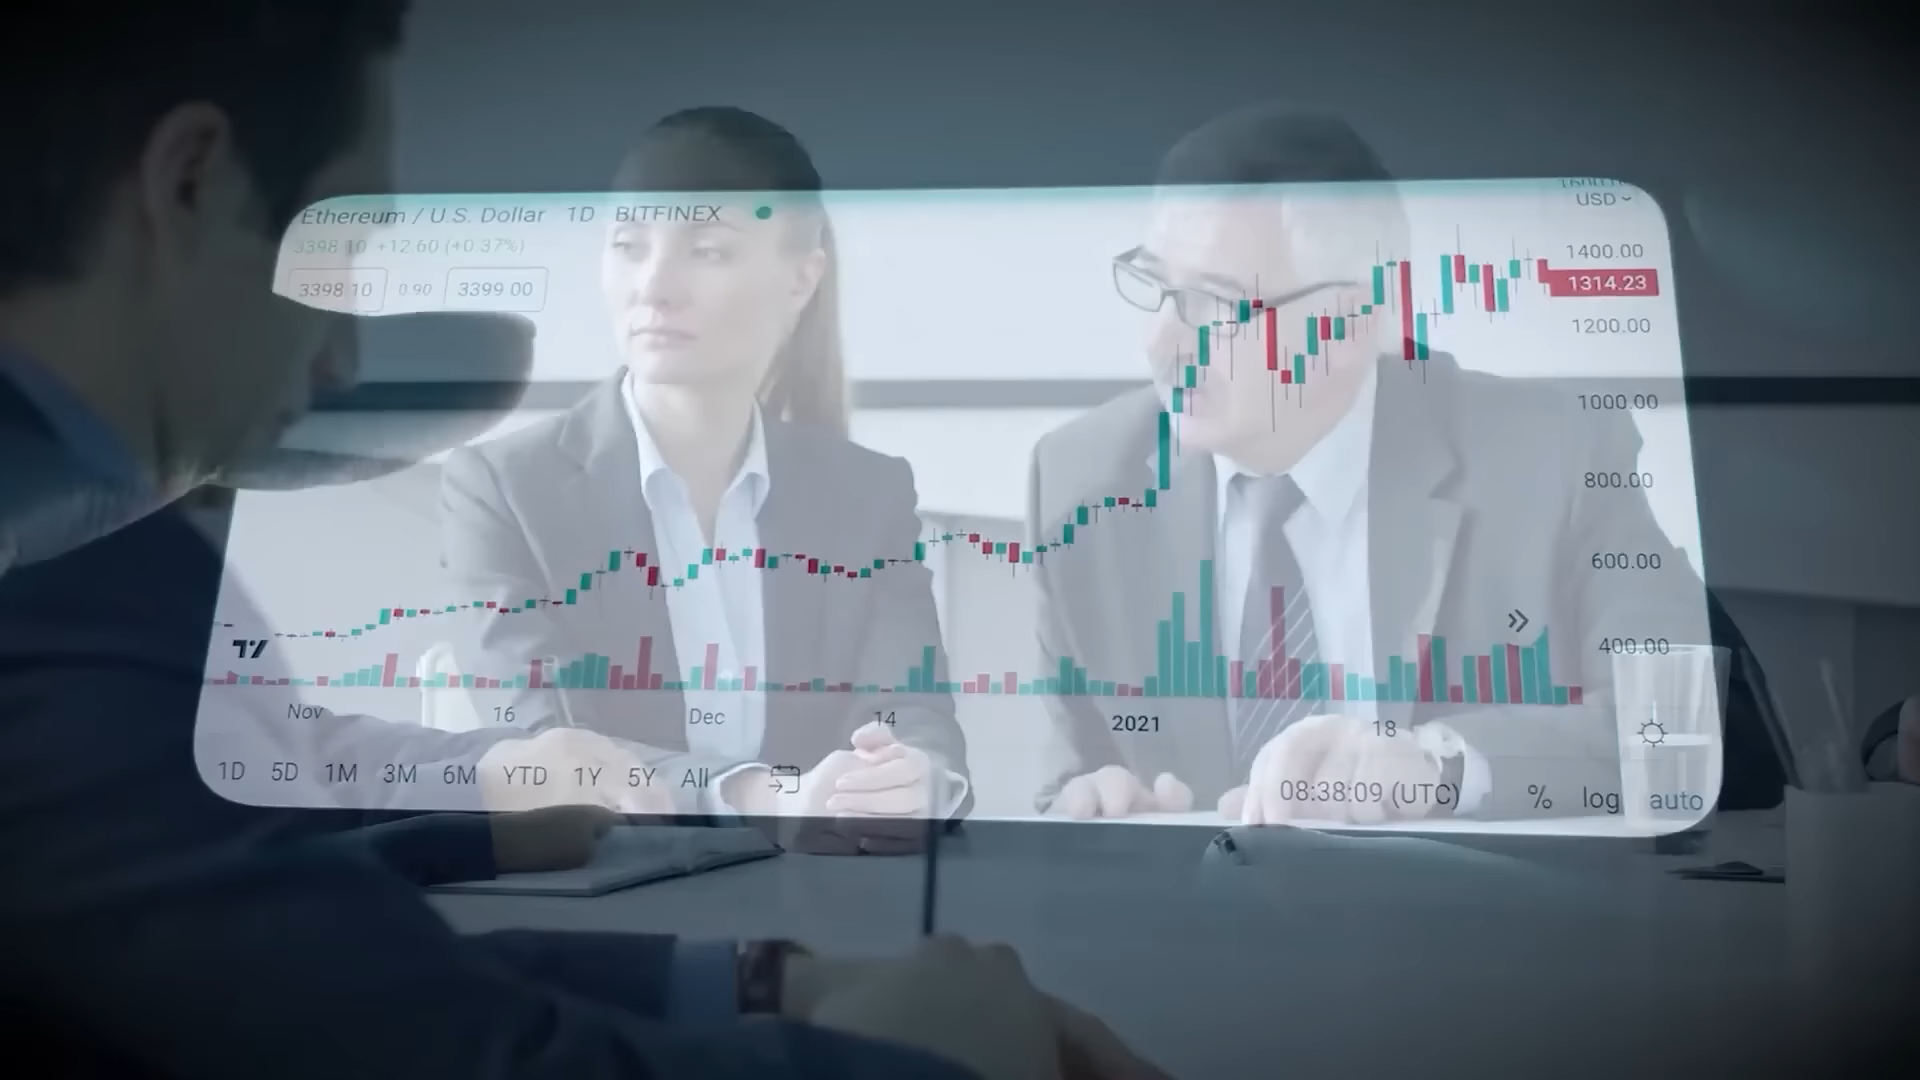 Ethereum / U.S. Dollar 1D BITFINEX
3398.10 +12.60 (+0.37%)
3398.10 0.90 3399.00
USD
1400.00
1314.23
1200.00
1000.00
800.00
600.00
400.00
Nov 16 Dec 14 2021 18
1D 5D 1M 3M 6M YTD 1Y 5Y All 08:38:09 (UTC) % log auto